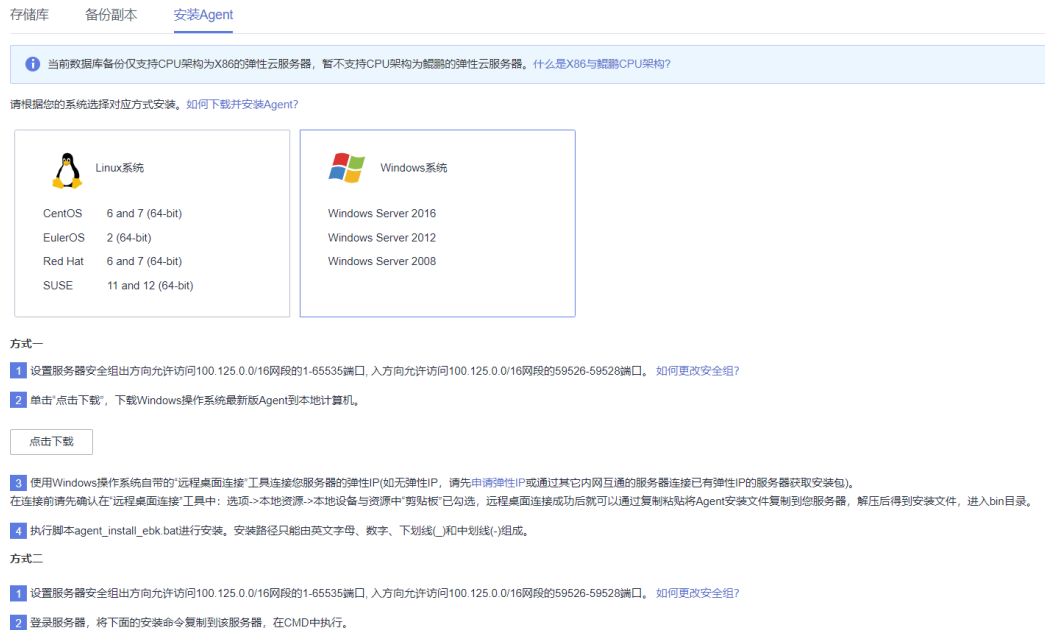 存储库 备份副本 安装Agent
当前数据库备份仅支持CPU架构为X86的弹性云服务器，暂不支持CPU架构为鲲鹏的弹性云服务器。什么是X86与鲲鹏CPU架构?
请根据您的系统选择对应方式安装。如何下载并安装Agent?
Linux系统
CentOS 6 and 7 (64-bit)
EulerOS 2 (64-bit)
Red Hat 6 and 7 (64-bit)
SUSE 11 and 12 (64-bit)
Windows系统
Windows Server 2016
Windows Server 2012
Windows Server 2008
方式一
1 设置服务器安全组出方向允许访问100.125.0.0/16网段的1-65535端口, 入方向允许访问100.125.0.0/16网段的59526-59528端口。 如何更改安全组?
2 单击“点击下载”，下载Windows操作系统最新版Agent到本地计算机。
点击下载
3 使用Windows操作系统自带的“远程桌面连接”工具连接您服务器的弹性IP(如无弹性IP，请先申请弹性IP或通过其它内网互通的服务器连接已有弹性IP的服务器获取安装包)。
在连接前请先确认在“远程桌面连接”工具中：选项->本地资源->本地设备与资源中“剪贴板”已勾选，远程桌面连接成功后就可以通过复制粘贴将Agent安装文件复制到您服务器，解压后得到安装文件，进入bin目录。
4 执行脚本agent_install_ebk.bat进行安装。安装路径只能由英文字母、数字、下划线(_)和中划线(-)组成。
方式二
1 设置服务器安全组出方向允许访问100.125.0.0/16网段的1-65535端口, 入方向允许访问100.125.0.0/16网段的59526-59528端口。 如何更改安全组?
2 登录服务器，将下面的安装命令复制到该服务器，在CMD中执行。